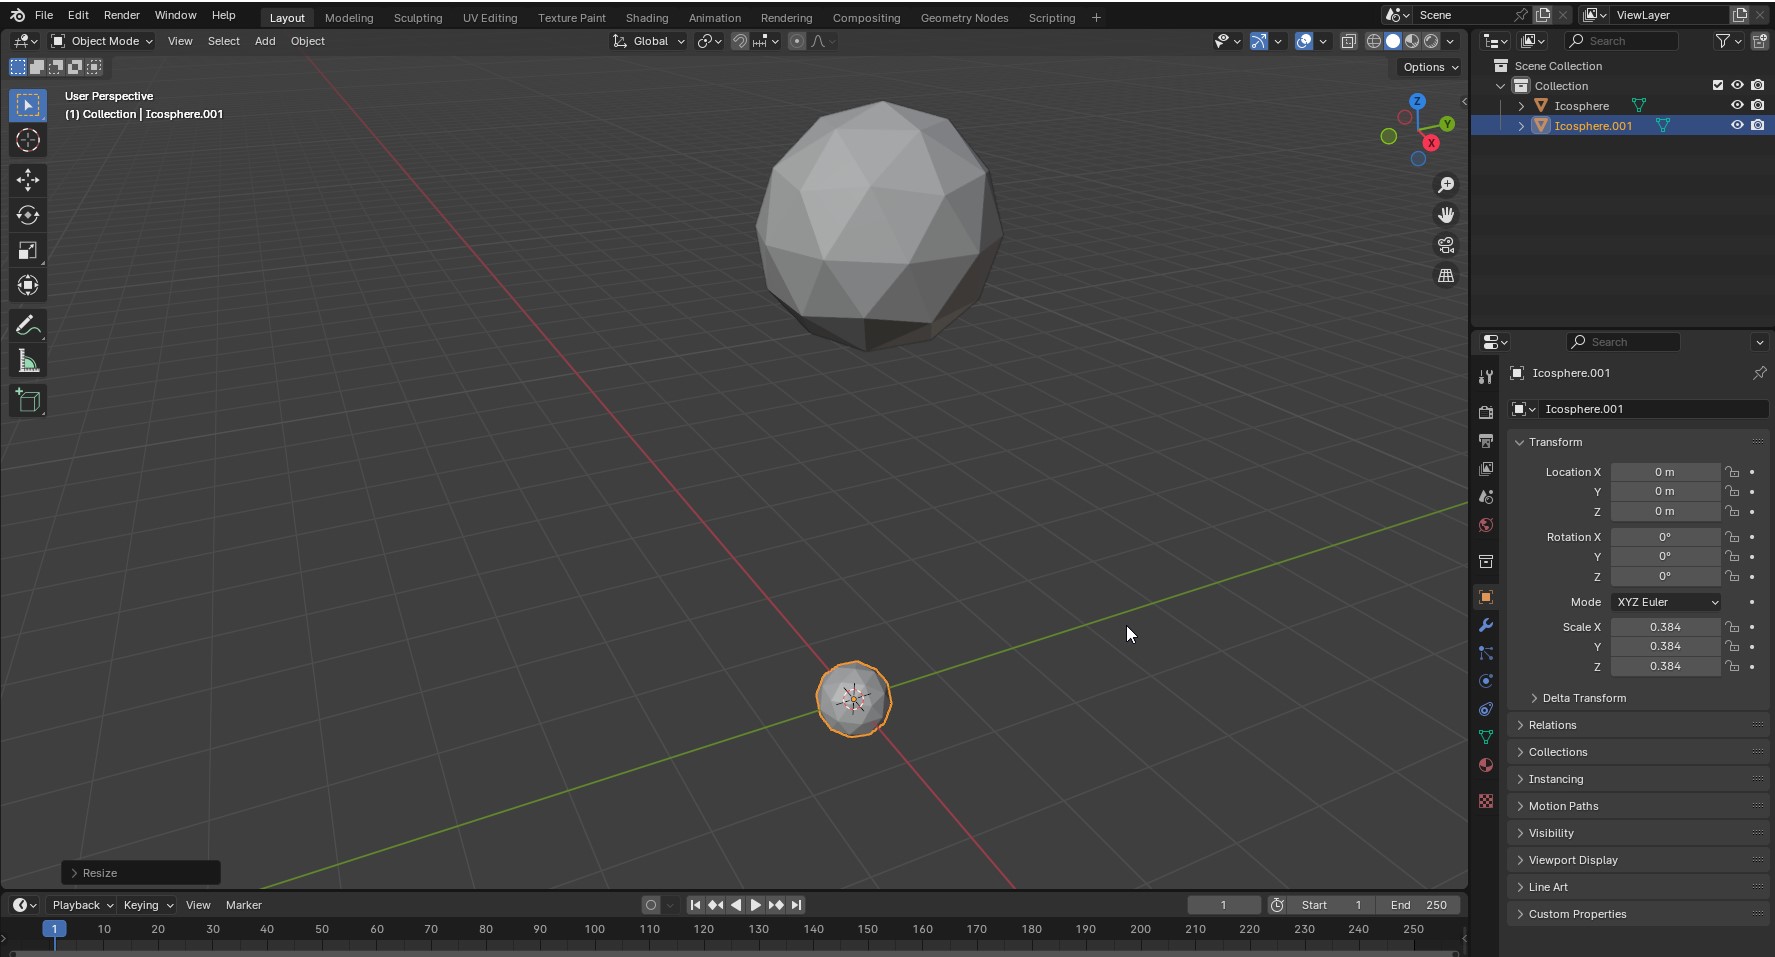 File Edit Render Window Help Layout Modeling Sculpting UV Editing Texture Paint Shading Animation Rendering Compositing Geometry Nodes Scripting + Scene ViewLayer
Object Mode View Select Add Object Global Search
Options
User Perspective
(1) Collection | Icosphere.001
Z
Y
X
Scene Collection
Collection
Icosphere
Icosphere.001
Search
Icosphere.001
Icosphere.001
Transform
Location X 0 m
Y 0 m
Z 0 m
Rotation X 0°
Y 0°
Z 0°
Mode XYZ Euler
Scale X 0.384
Y 0.384
Z 0.384
Delta Transform
Relations
Collections
Instancing
Motion Paths
Visibility
Viewport Display
Line Art
Custom Properties
Resize
Playback Keying View Marker 1 Start 1 End 250
1 10 20 30 40 50 60 70 80 90 100 110 120 130 140 150 160 170 180 190 200 210 220 230 240 250